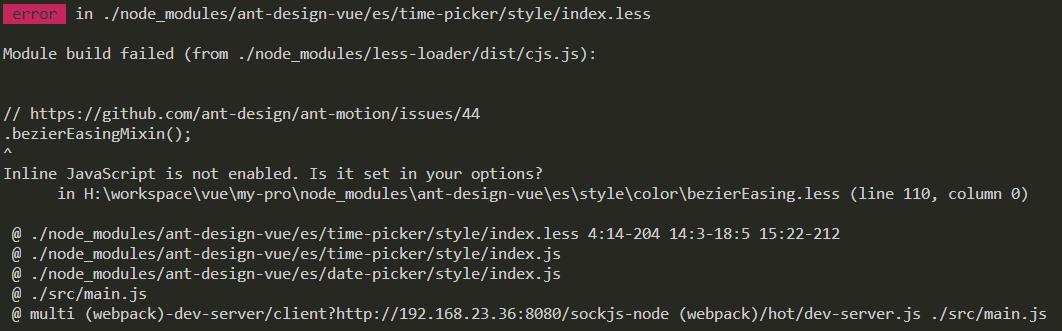 error in ./node_modules/ant-design-vue/es/time-picker/style/index.less
Module build failed (from ./node_modules/less-loader/dist/cjs.js):
// https://github.com/ant-design/ant-motion/issues/44
.bezierEasingMixin();
^
Inline JavaScript is not enabled. Is it set in your options?
in H:\workspace\vue\my-pro\node_modules\ant-design-vue\es\style\color\bezierEasing.less (line 110, column 0)
@ ./node_modules/ant-design-vue/es/time-picker/style/index.less 4:14-204 14:3-18:5 15:22-212
@ ./node_modules/ant-design-vue/es/time-picker/style/index.js
@ ./node_modules/ant-design-vue/es/date-picker/style/index.js
@ ./src/main.js
@ multi (webpack)-dev-server/client?http://192.168.23.36:8080/sockjs-node (webpack)/hot/dev-server.js ./src/main.js